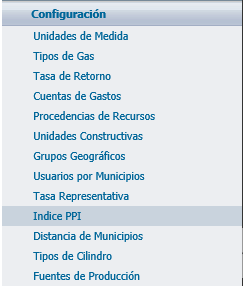 Configuración
Unidades de Medida
Tipos de Gas
Tasa de Retorno
Cuentas de Gastos
Procedencias de Recursos
Unidades Constructivas
Grupos Geográficos
Usuarios por Municipios
Tasa Representativa
Indice PPI
Distancia de Municipios
Tipos de Cilindro
Fuentes de Producción